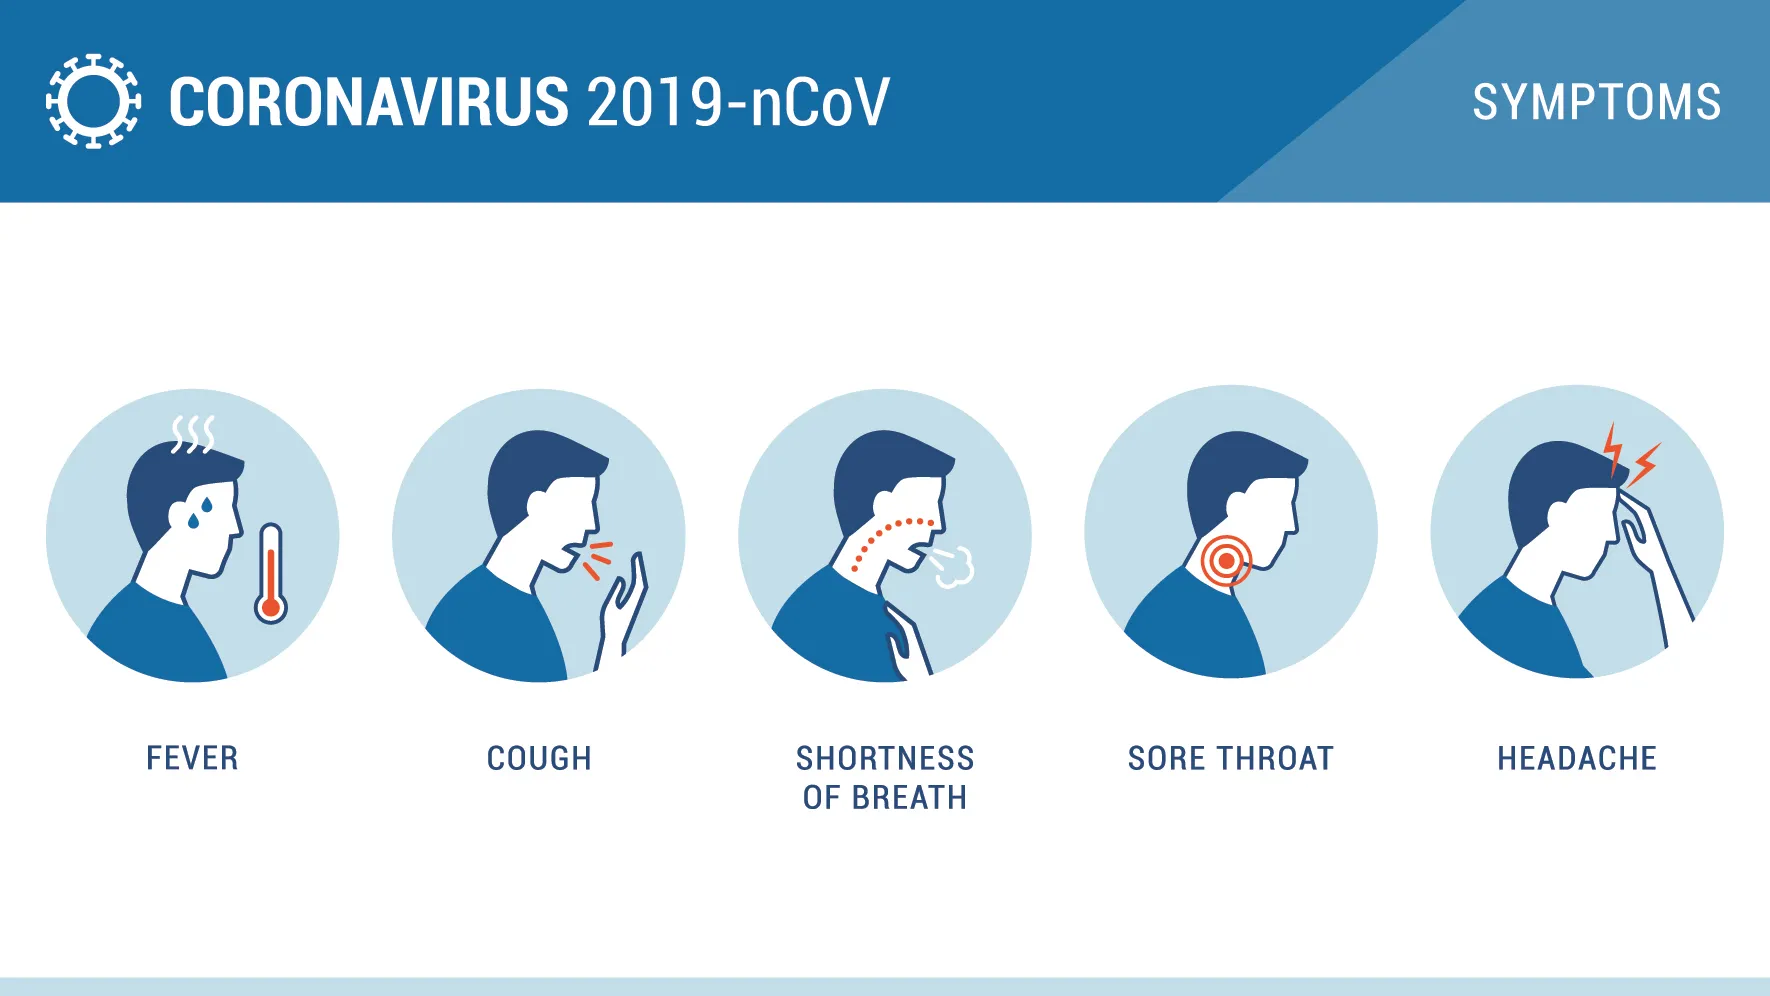 CORONAVIRUS 2019-nCoV
SYMPTOMS
FEVER
COUGH
SHORTNESS
OF BREATH
SORE THROAT
HEADACHE